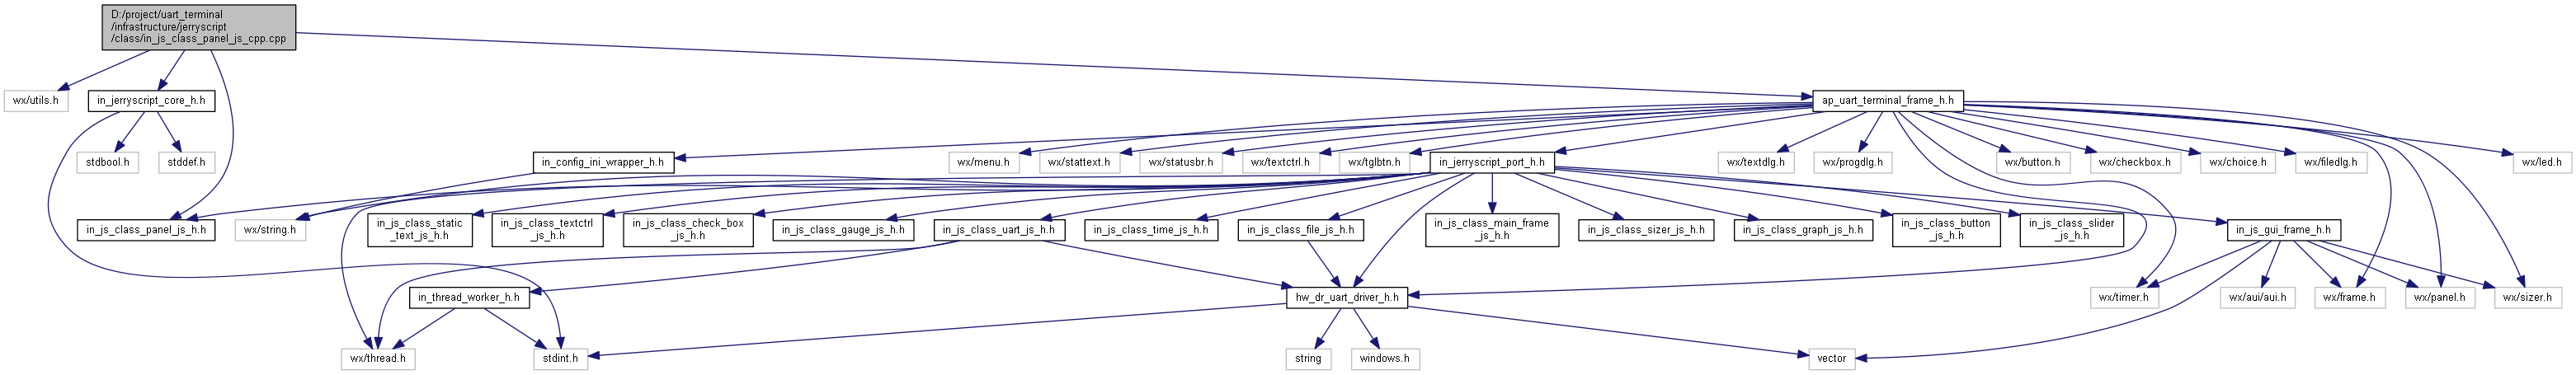 D:/project/uart_terminal
/infrastructure/jerryscript
/class/in_js_class_panel_js_cpp.cpp
wx/utils.h
in_jerryscript_core_h.h
ap_uart_terminal_frame_h.h
stdbool.h
stddef.h
in_config_ini_wrapper_h.h
wx/menu.h
wx/stattext.h
wx/statusbr.h
wx/textctrl.h
wx/tglbtn.h
in_jerryscript_port_h.h
wx/textdlg.h
wx/progdlg.h
wx/button.h
wx/checkbox.h
wx/choice.h
wx/filedlg.h
wx/led.h
in_js_class_panel_js_h.h
wx/string.h
in_js_class_static
_text_js_h.h
in_js_class_textctrl
_js_h.h
in_js_class_check_box
_js_h.h
in_js_class_gauge_js_h.h
in_js_class_uart_js_h.h
in_js_class_time_js_h.h
in_js_class_file_js_h.h
in_js_class_main_frame
_js_h.h
in_js_class_sizer_js_h.h
in_js_class_graph_js_h.h
in_js_class_button
_js_h.h
in_js_class_slider
_js_h.h
in_js_gui_frame_h.h
in_thread_worker_h.h
hw_dr_uart_driver_h.h
wx/timer.h
wx/aui/aui.h
wx/frame.h
wx/panel.h
wx/sizer.h
wx/thread.h
stdint.h
string
windows.h
vector